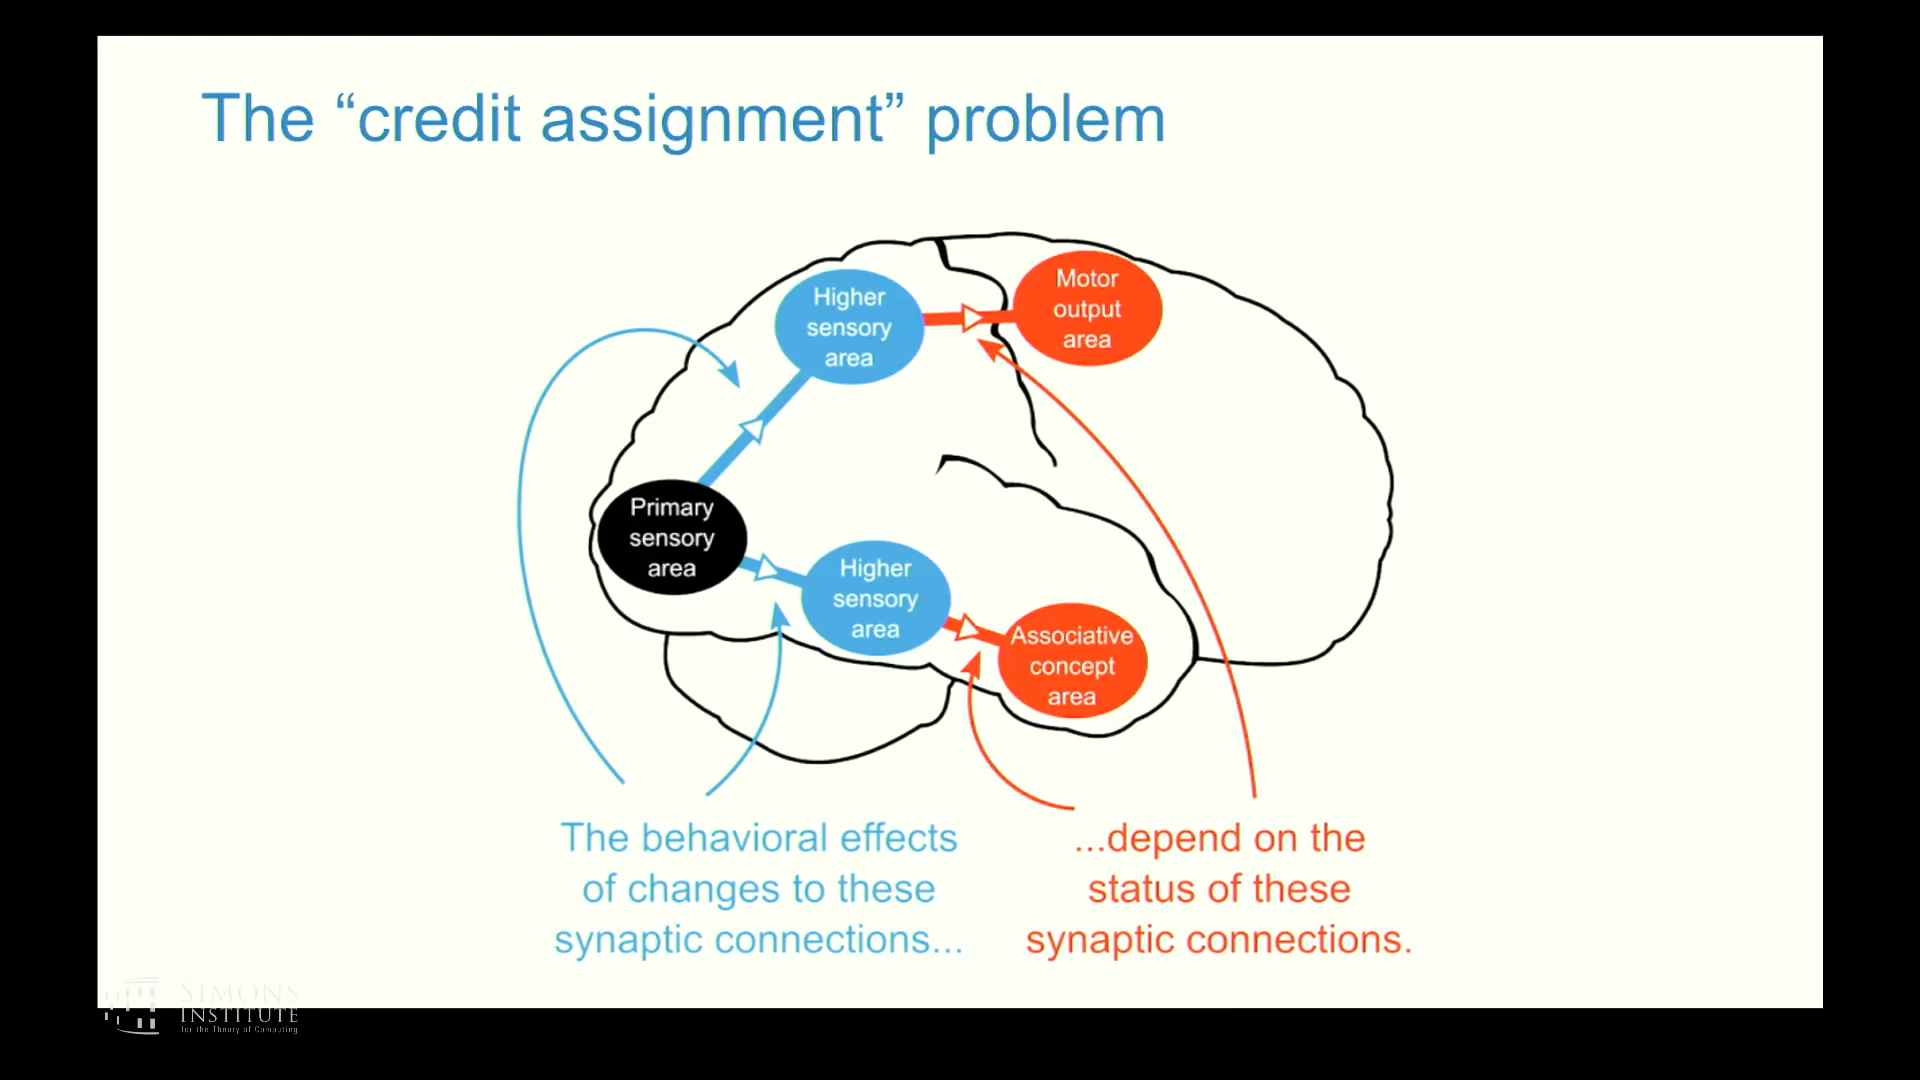 The “credit assignment” problem
Higher
sensory
area
Motor
output
area
Primary
sensory
area
Higher
sensory
area
Associative
concept
area
The behavioral effects
of changes to these
synaptic connections...
...depend on the
status of these
synaptic connections.
SIMONS
INSTITUTE
for the Theory of Computing